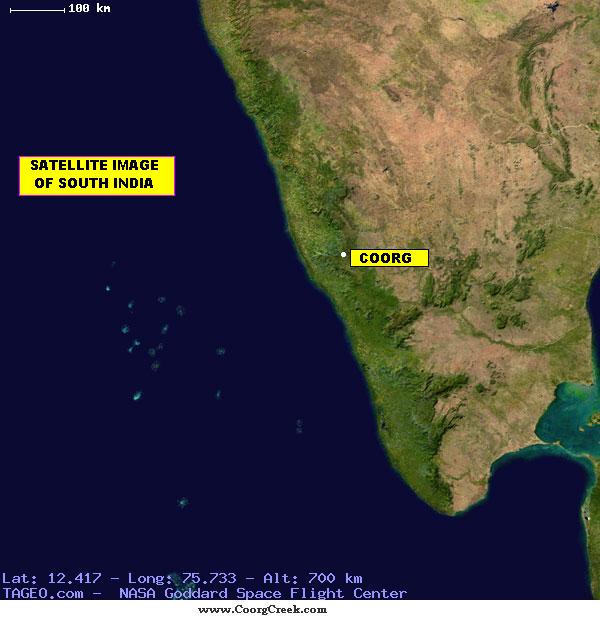 100 km
SATELLITE IMAGE
OF SOUTH INDIA
COORG
Lat: 12.417 - Long: 75.733 - Alt: 700 km
TAGEO.com -  NASA Goddard Space Flight Center
www.CoorgCreek.com